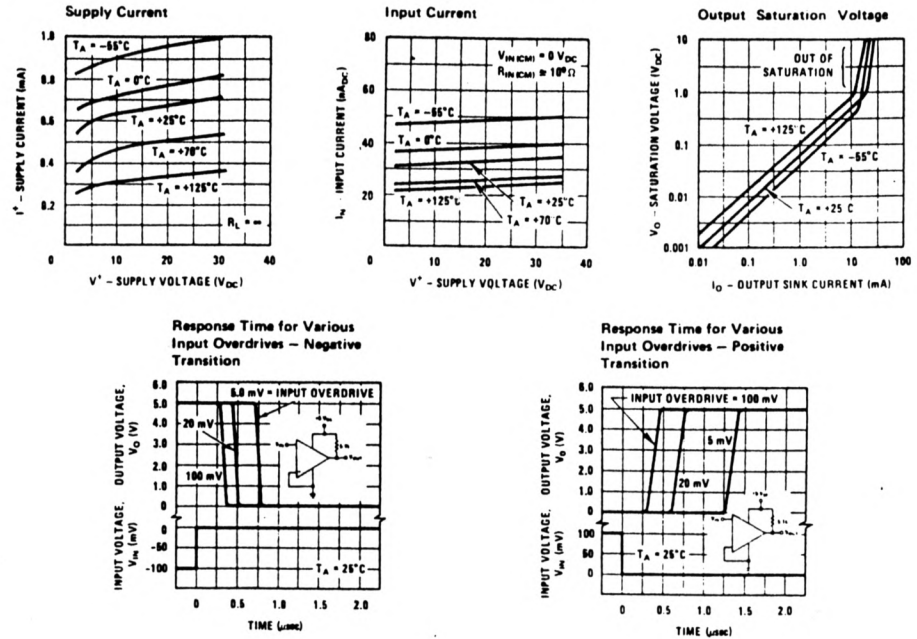 Supply Current
1.0
0.8
0.6
0.4
0.2
I⁺ – SUPPLY CURRENT (mA)
T_A = –55°C
T_A = 0°C
T_A = +25°C
T_A = +70°C
T_A = +125°C
R_L = ∞
0 10 20 30 40
V⁺ – SUPPLY VOLTAGE (V_DC)
Input Current
80
60
40
20
0
I_N – INPUT CURRENT (nA_DC)
V_IN(CM) = 0 V_DC
R_IN(CM) ≅ 10⁹ Ω
T_A = –55°C
T_A = 0°C
T_A = +125°C
T_A = +25°C
T_A = +70°C
0 10 20 30 40
V⁺ – SUPPLY VOLTAGE (V_DC)
Output Saturation Voltage
10
1.0
0.1
0.01
0.001
V_O – SATURATION VOLTAGE (V_DC)
OUT OF
SATURATION
T_A = +125°C
T_A = –55°C
T_A = +25°C
0.01 0.1 1.0 10 100
I_O – OUTPUT SINK CURRENT (mA)
Response Time for Various
Input Overdrives – Negative
Transition
6.0
5.0
4.0
3.0
2.0
1.0
0
OUTPUT VOLTAGE,
V_O (V)
5.0 mV = INPUT OVERDRIVE
20 mV
100 mV
0
-50
-100
INPUT VOLTAGE,
V_IN (mV)
T_A = 25°C
0 0.5 1.0 1.5 2.0
TIME (μsec)
Response Time for Various
Input Overdrives – Positive
Transition
6.0
5.0
4.0
3.0
2.0
1.0
0
OUTPUT VOLTAGE,
V_O (V)
INPUT OVERDRIVE = 100 mV
5 mV
20 mV
100
50
0
INPUT VOLTAGE,
V_IN (mV)
T_A = 25°C
0 0.5 1.0 1.5 2.0
TIME (μsec)